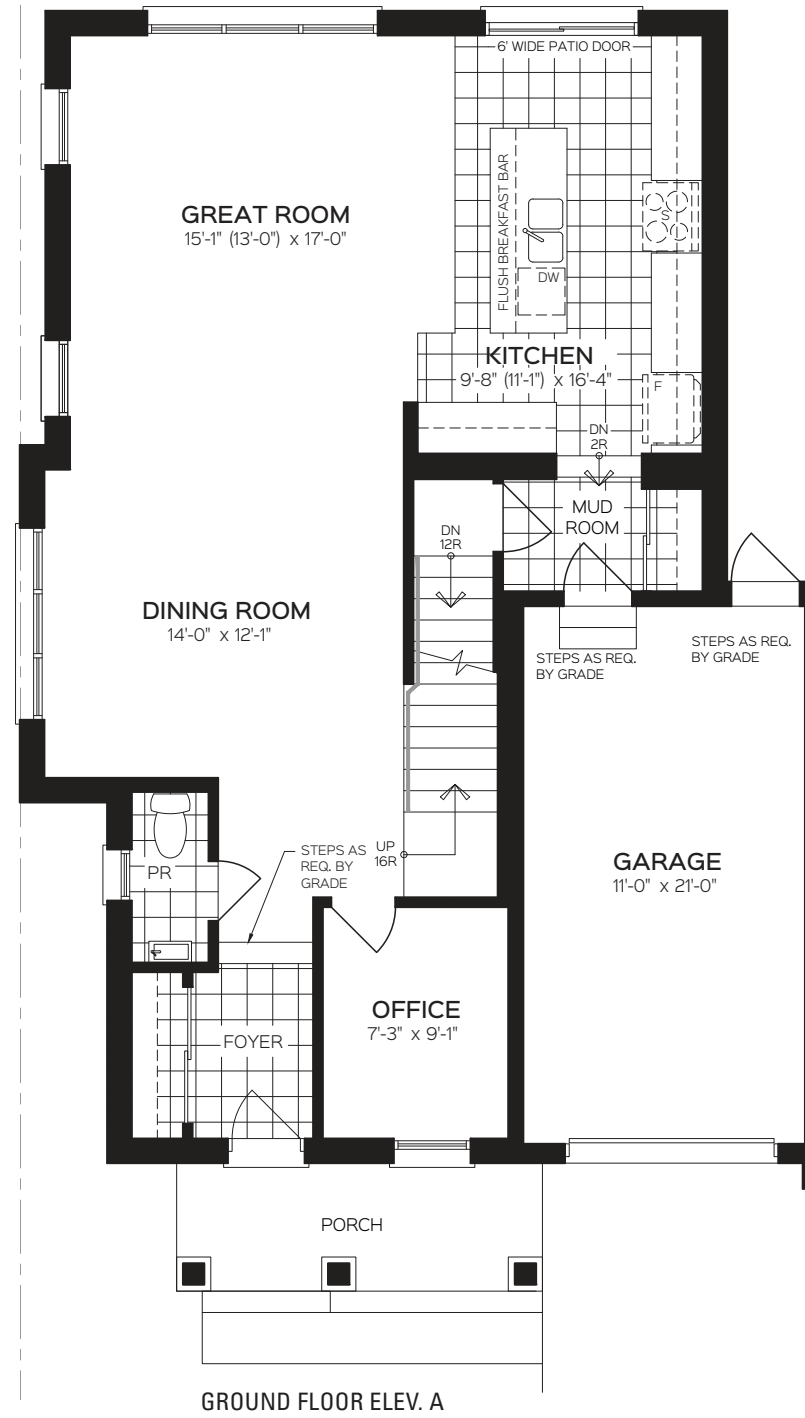 6' WIDE PATIO DOOR
GREAT ROOM
15'-1" (13'-0") x 17'-0"
FLUSH BREAKFAST BAR
S
DW
KITCHEN
9'-8" (11'-1") x 16'-4"
F
DN
2R
MUD
ROOM
DN
12R
DINING ROOM
14'-0" x 12'-1"
STEPS AS REQ.
BY GRADE
STEPS AS REQ.
BY GRADE
PR
STEPS AS
REQ. BY
GRADE
UP
16R
GARAGE
11'-0" x 21'-0"
OFFICE
7'-3" x 9'-1"
FOYER
PORCH
GROUND FLOOR ELEV. A